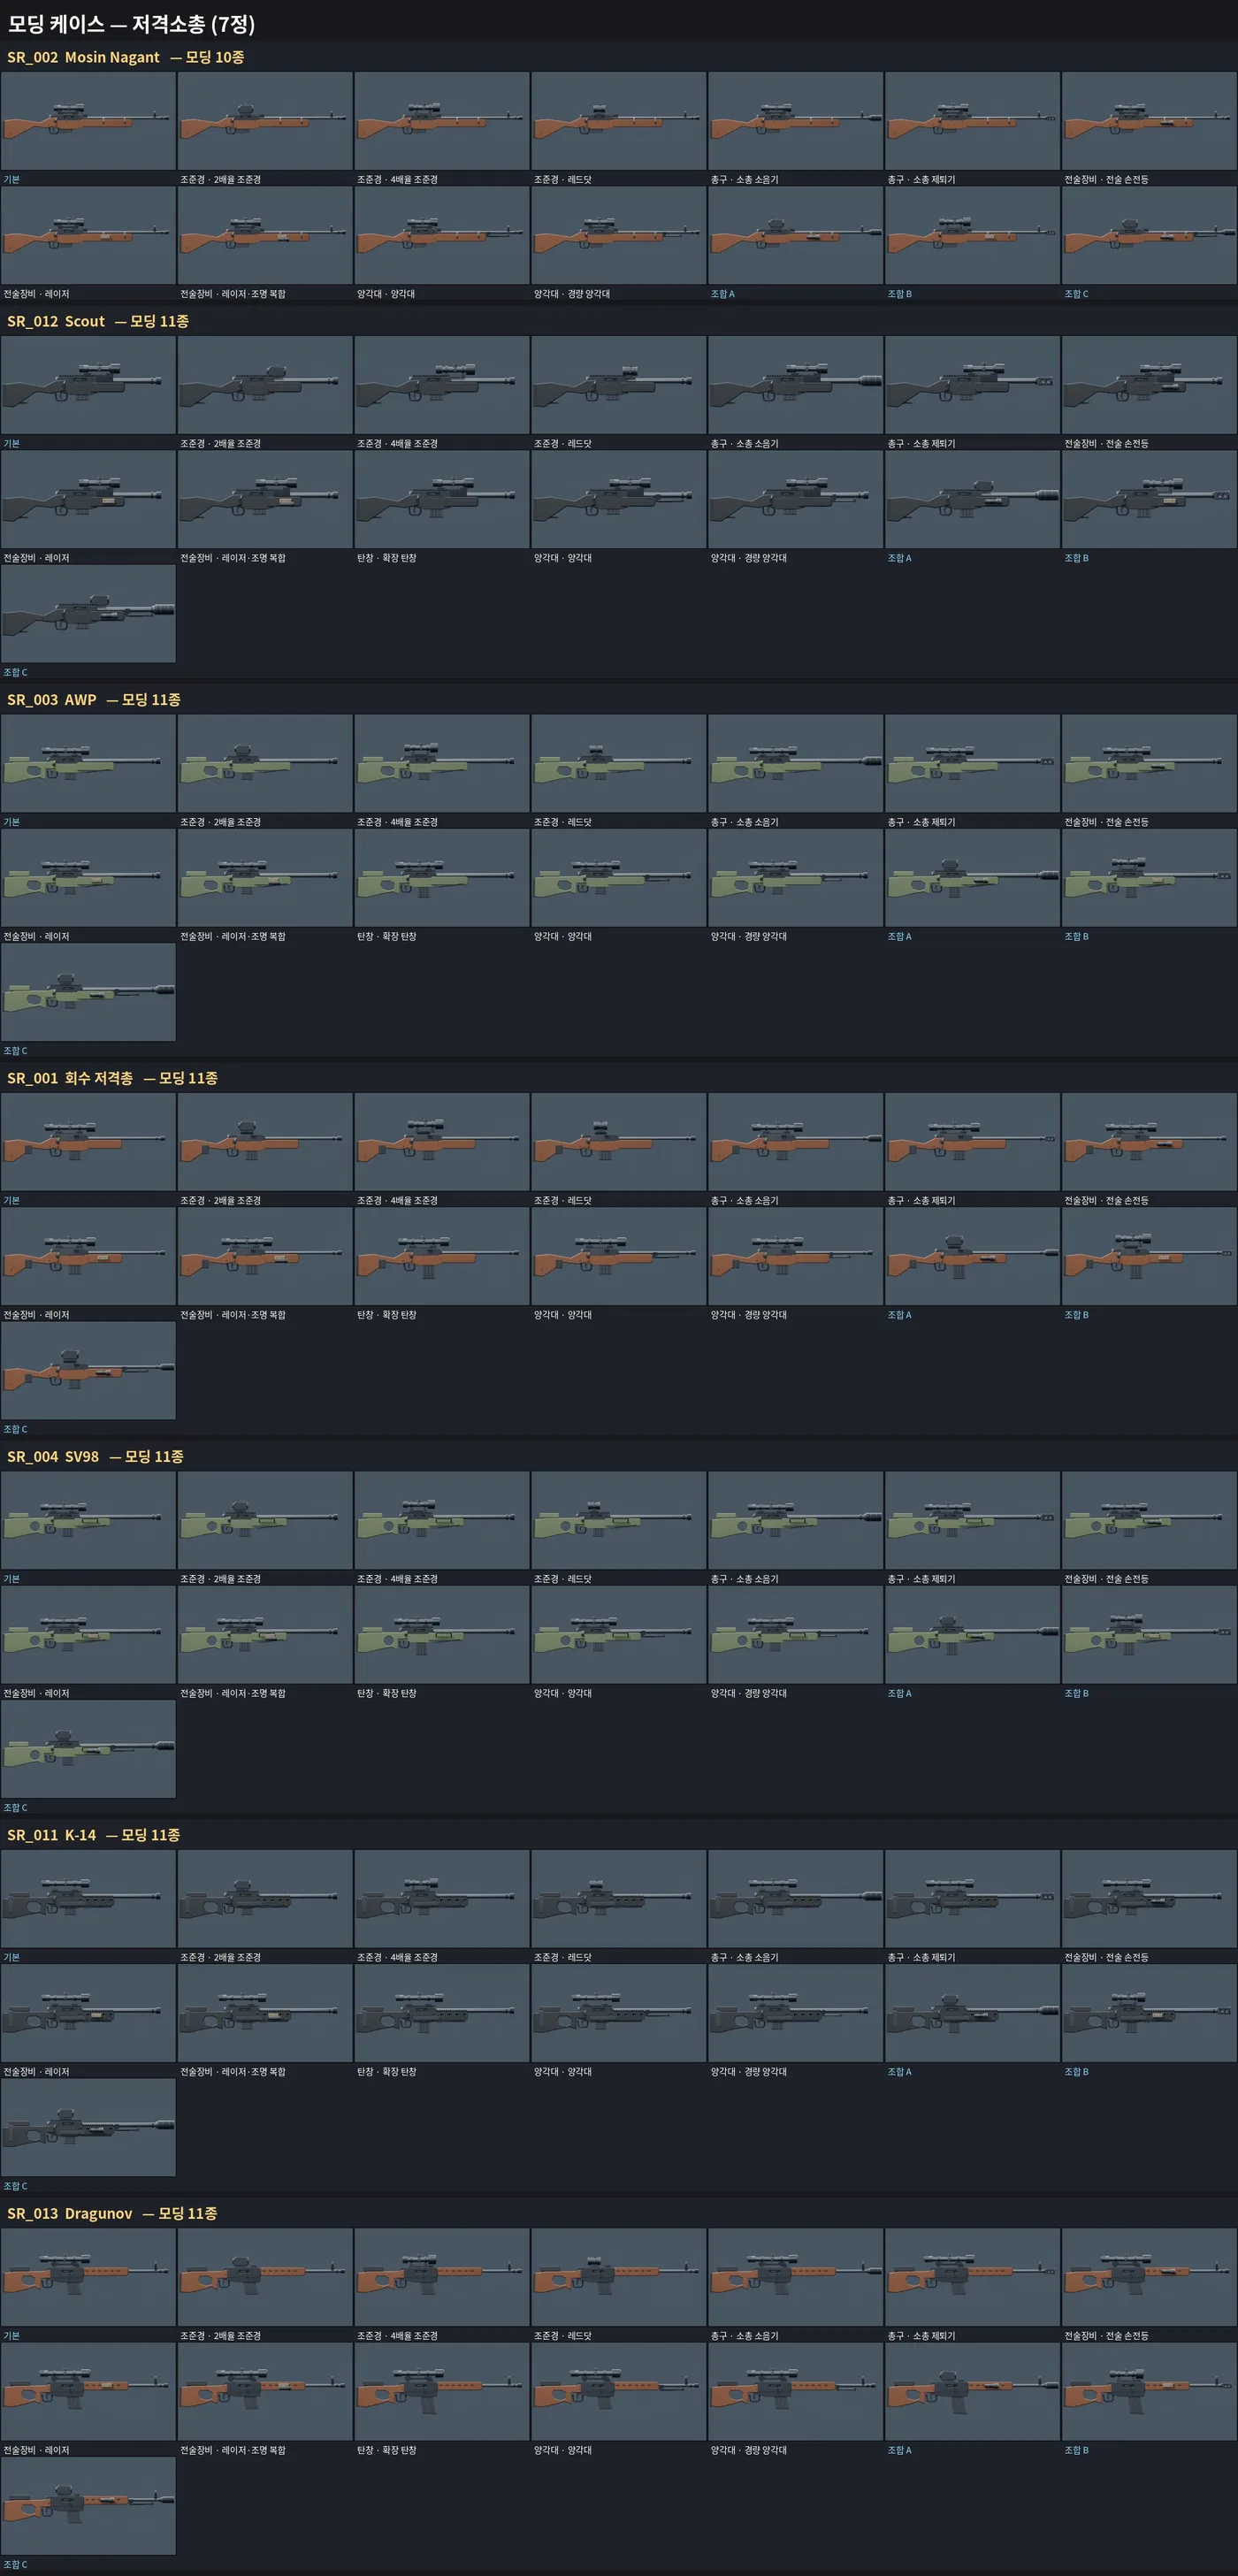 모딩 케이스 — 저격소총 (7정)
SR_002 Mosin Nagant — 모딩 10종
기본 조준경 · 2배율 조준경 조준경 · 4배율 조준경 조준경 · 레드닷 총구 · 소총 소음기 총구 · 소총 제퇴기 전술장비 · 전술 손전등
전술장비 · 레이저 전술장비 · 레이저·조명 복합 양각대 · 양각대 양각대 · 경량 양각대 조합 A 조합 B 조합 C
SR_012 Scout — 모딩 11종
기본 조준경 · 2배율 조준경 조준경 · 4배율 조준경 조준경 · 레드닷 총구 · 소총 소음기 총구 · 소총 제퇴기 전술장비 · 전술 손전등
전술장비 · 레이저 전술장비 · 레이저·조명 복합 탄창 · 확장 탄창 양각대 · 양각대 양각대 · 경량 양각대 조합 A 조합 B
조합 C
SR_003 AWP — 모딩 11종
기본 조준경 · 2배율 조준경 조준경 · 4배율 조준경 조준경 · 레드닷 총구 · 소총 소음기 총구 · 소총 제퇴기 전술장비 · 전술 손전등
전술장비 · 레이저 전술장비 · 레이저·조명 복합 탄창 · 확장 탄창 양각대 · 양각대 양각대 · 경량 양각대 조합 A 조합 B
조합 C
SR_001 회수 저격총 — 모딩 11종
기본 조준경 · 2배율 조준경 조준경 · 4배율 조준경 조준경 · 레드닷 총구 · 소총 소음기 총구 · 소총 제퇴기 전술장비 · 전술 손전등
전술장비 · 레이저 전술장비 · 레이저·조명 복합 탄창 · 확장 탄창 양각대 · 양각대 양각대 · 경량 양각대 조합 A 조합 B
조합 C
SR_004 SV98 — 모딩 11종
기본 조준경 · 2배율 조준경 조준경 · 4배율 조준경 조준경 · 레드닷 총구 · 소총 소음기 총구 · 소총 제퇴기 전술장비 · 전술 손전등
전술장비 · 레이저 전술장비 · 레이저·조명 복합 탄창 · 확장 탄창 양각대 · 양각대 양각대 · 경량 양각대 조합 A 조합 B
조합 C
SR_011 K-14 — 모딩 11종
기본 조준경 · 2배율 조준경 조준경 · 4배율 조준경 조준경 · 레드닷 총구 · 소총 소음기 총구 · 소총 제퇴기 전술장비 · 전술 손전등
전술장비 · 레이저 전술장비 · 레이저·조명 복합 탄창 · 확장 탄창 양각대 · 양각대 양각대 · 경량 양각대 조합 A 조합 B
조합 C
SR_013 Dragunov — 모딩 11종
기본 조준경 · 2배율 조준경 조준경 · 4배율 조준경 조준경 · 레드닷 총구 · 소총 소음기 총구 · 소총 제퇴기 전술장비 · 전술 손전등
전술장비 · 레이저 전술장비 · 레이저·조명 복합 탄창 · 확장 탄창 양각대 · 양각대 양각대 · 경량 양각대 조합 A 조합 B
조합 C